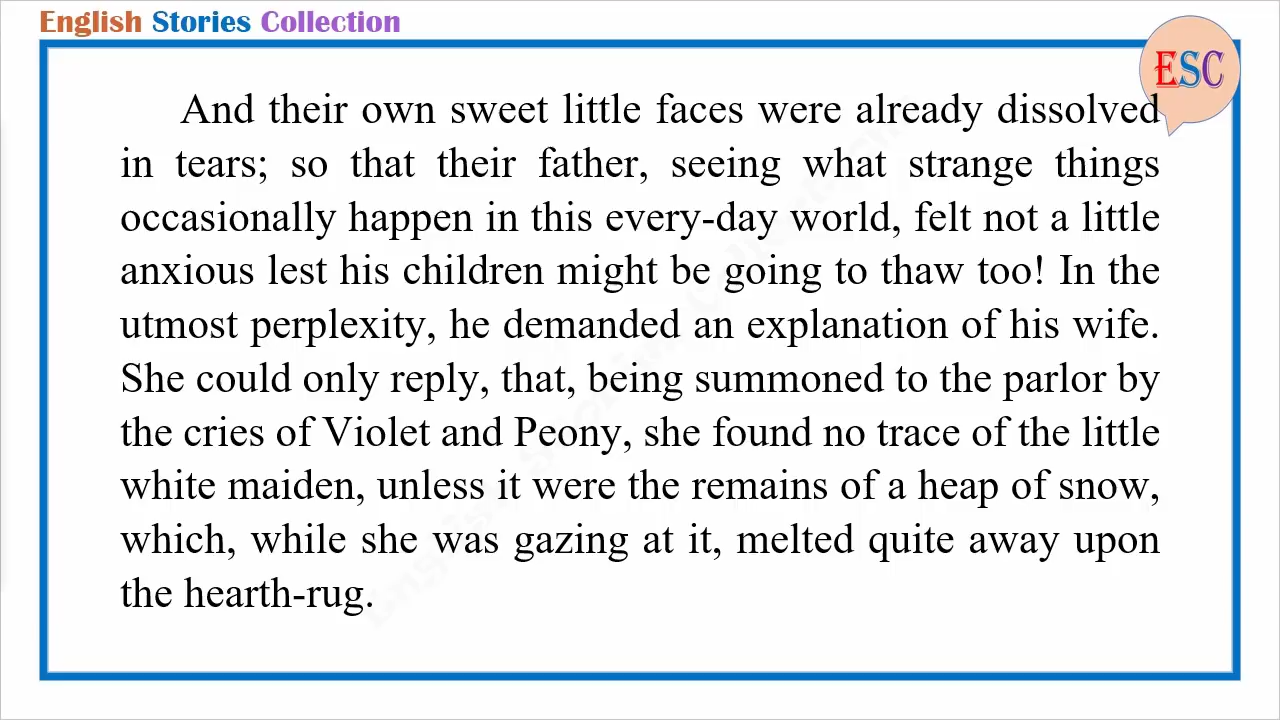 English Stories Collection
ESC
And their own sweet little faces were already dissolved
in tears; so that their father, seeing what strange things
occasionally happen in this every-day world, felt not a little
anxious lest his children might be going to thaw too! In the
utmost perplexity, he demanded an explanation of his wife.
She could only reply, that, being summoned to the parlor by
the cries of Violet and Peony, she found no trace of the little
white maiden, unless it were the remains of a heap of snow,
which, while she was gazing at it, melted quite away upon
the hearth-rug.